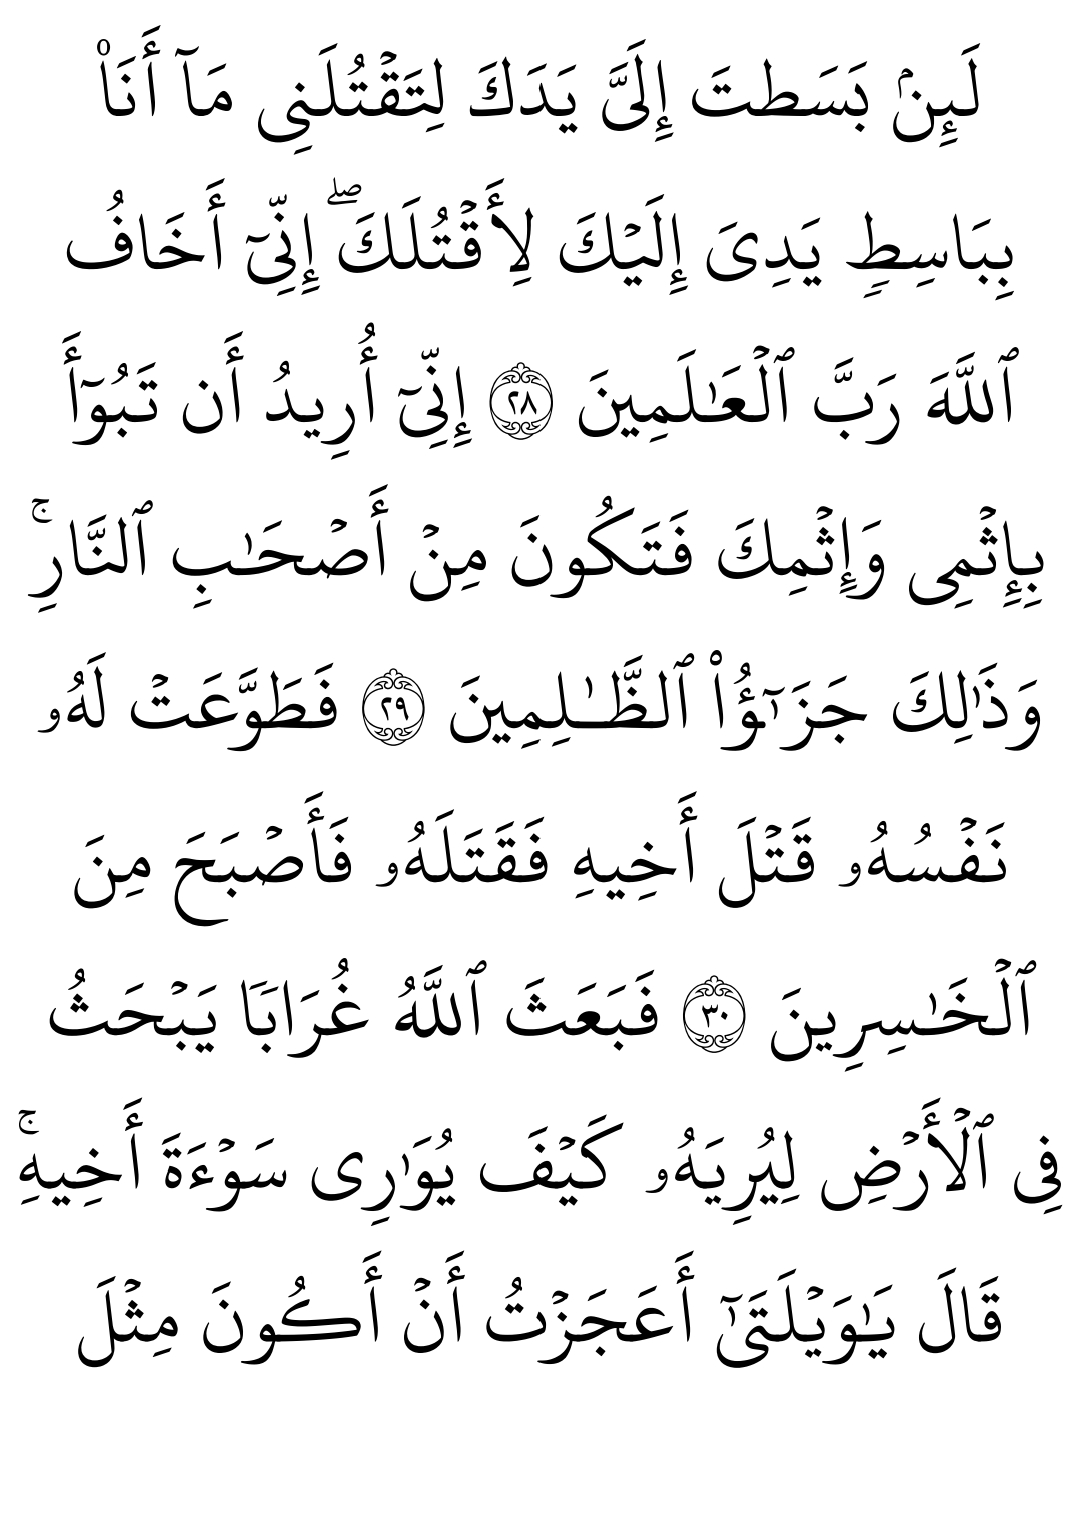 لَئِنۢ بَسَطتَ إِلَىَّ يَدَكَ لِتَقْتُلَنِى مَآ أَنَا۠
بِبَاسِطٍۢ يَدِىَ إِلَيْكَ لِأَقْتُلَكَ ۖ إِنِّىٓ أَخَافُ
ٱللَّهَ رَبَّ ٱلْعَـٰلَمِينَ ٢٨ إِنِّىٓ أُرِيدُ أَن تَبُوٓأَ
بِإِثْمِى وَإِثْمِكَ فَتَكُونَ مِنْ أَصْحَـٰبِ ٱلنَّارِ ۚ
وَذَٰلِكَ جَزَٰٓؤُا۟ ٱلظَّـٰلِمِينَ ٢٩ فَطَوَّعَتْ لَهُۥ
نَفْسُهُۥ قَتْلَ أَخِيهِ فَقَتَلَهُۥ فَأَصْبَحَ مِنَ
ٱلْخَـٰسِرِينَ ٣٠ فَبَعَثَ ٱللَّهُ غُرَابًۭا يَبْحَثُ
فِى ٱلْأَرْضِ لِيُرِيَهُۥ كَيْفَ يُوَٰرِى سَوْءَةَ أَخِيهِ ۚ
قَالَ يَـٰوَيْلَتَىٰٓ أَعَجَزْتُ أَنْ أَكُونَ مِثْلَ